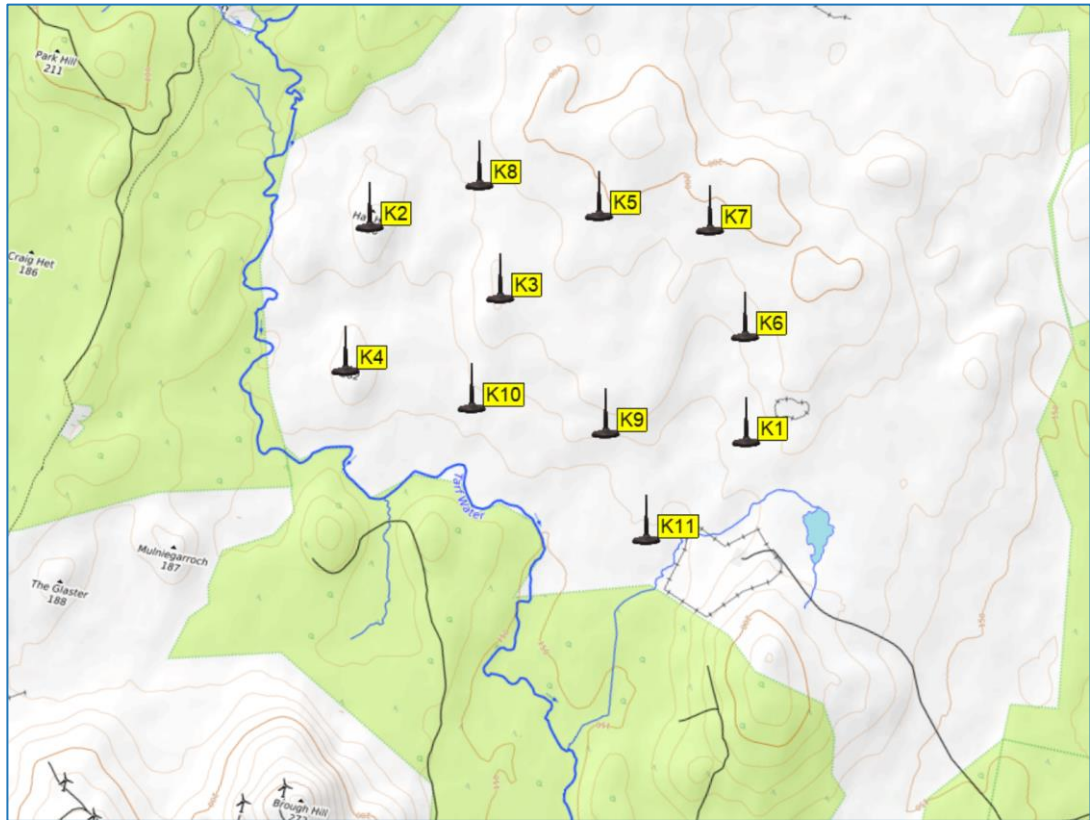 Park Hill
211
K8
K5
K2
K7
Craig Het
186
K3
K6
K4
K10
K9
K1
Tarf Water
K11
Mulniegarroch
187
The Glaster
188
Brough Hill